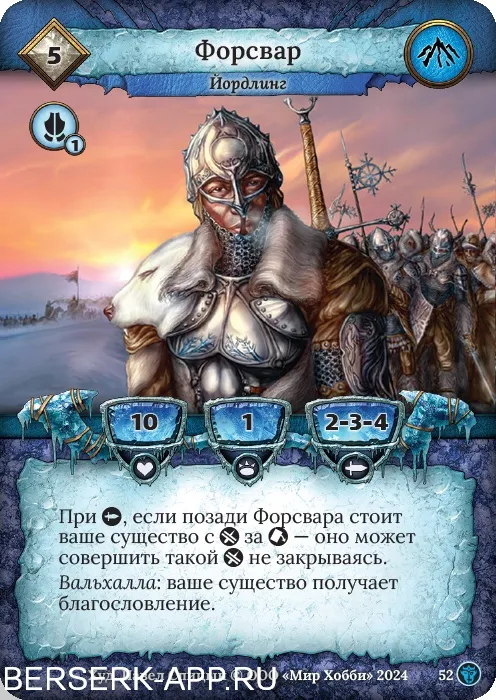 5
Форсвар
Йордлинг
1
10
1
2-3-4
При , если позади Форсвара стоит
ваше существо с за — оно может
совершить такой не закрываясь.
Вальхалла: ваше существо получает
благословление.
«Мир Хобби» 2024
52
BERSERK-APP.RU